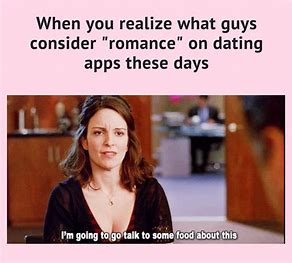 When you realize what guys
consider "romance" on dating
apps these days
I'm going to go talk to some food about this